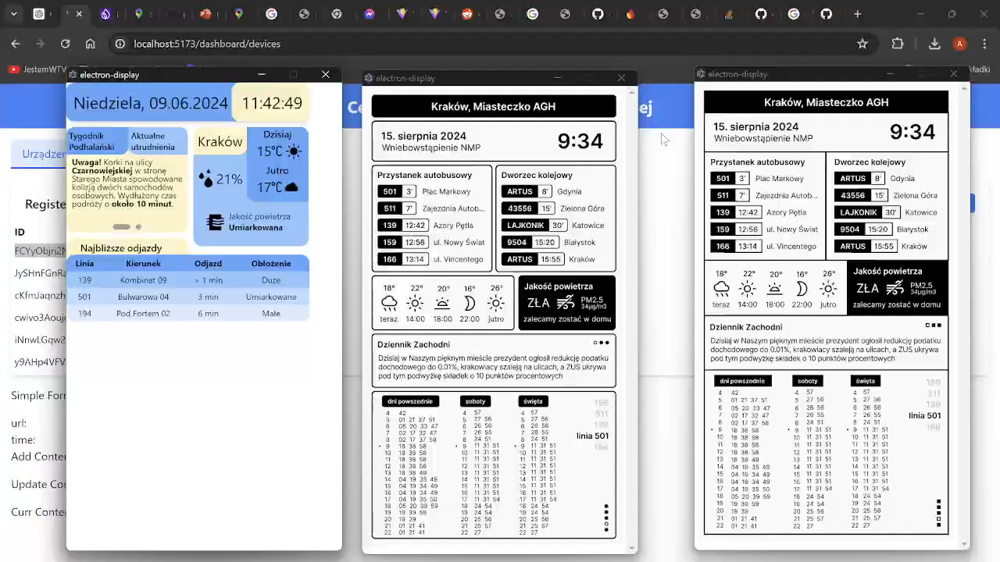 localhost:5173/dashboard/devices
JestemWTV
electron-display
Niedziela, 09.06.2024
11:42:49
Tygodnik
Podhalański
Aktualne
utrudnienia
Uwaga! Korki na ulicy
Czarnowiejskiej w stronę
Starego Miasta spowodowane
kolizją dwóch samochodów
osobowych. Wydłużony czas
podróży o około 10 minut.
Kraków
21%
Dzisiaj
15°C
Jutro
17°C
Jakość powietrza
Umiarkowana
Najbliższe odjazdy
Linia Kierunek Odjazd Obłożenie
139 Kombinat 09 > 1 min Duże
501 Bulwarowa 04 3 min Umiarkowane
194 Pod Fortem 02 6 min Małe
electron-display
Kraków, Miasteczko AGH
15. sierpnia 2024
Wniebowstąpienie NMP
9:34
Przystanek autobusowy
501 3' Plac Markowy
511 7' Zajezdnia Autob...
139 12:42 Azory Pętla
159 12:56 ul. Nowy Świat
166 13:14 ul. Vincentego
Dworzec kolejowy
ARTUS 8' Gdynia
43556 15' Zielona Góra
LAJKONIK 30' Katowice
9504 15:20 Białystok
ARTUS 15:55 Kraków
18° 22° 20° 16° 26°
teraz 14:00 18:00 22:00 jutro
Jakość powietrza
ZŁA
PM2,5
34μg/m3
zalecamy zostać w domu
Dziennik Zachodni
Dzisiaj w Naszym pięknym mieście prezydent ogłosił redukcję podatku
dochodowego do 0.01%, krakowiacy szaleją na ulicach, a ZUS ukrywa
pod tym podwyżkę składek o 10 punktów procentowych
dni powszednie soboty święta
4 42 4 57 4 57
5 01 21 37 51 5 27 56 5 27 56
6 05 20 33 47 6 26 56 6 26 56
7 02 17 32 47 7 26 55 7 28 55
8 02 17 37 58 8 24 51 8 24 51
9 18 38 58 9 11 31 51 9 11 31 51
10 18 38 58 10 11 31 51 10 11 31 51
11 18 38 58 11 11 31 51 11 11 31 51
12 18 38 58 12 11 31 51 12 11 31 51
13 18 38 49 13 11 31 51 13 11 31 51
14 04 19 35 49 14 11 31 51 14 11 31 51
15 04 19 34 49 15 11 31 51 15 11 31 51
16 04 19 34 49 16 11 31 51 16 11 31 51
17 04 19 35 50 17 11 31 54 17 11 31 54
18 05 20 39 59 18 24 54 18 24 54
19 19 39 59 19 24 54 19 24 54
20 19 39 20 25 56 20 25 56
21 01 21 41 21 25 57 21 25 56
22 01 21 41 22 27 22 27
159
511
139
linia 501
166
electron-display
Kraków, Miasteczko AGH
15. sierpnia 2024
Wniebowstąpienie NMP
9:34
Przystanek autobusowy
501 3' Plac Markowy
511 7' Zajezdnia Autob...
139 12:42 Azory Pętla
159 12:56 ul. Nowy Świat
166 13:14 ul. Vincentego
Dworzec kolejowy
ARTUS 8' Gdynia
43556 15' Zielona Góra
LAJKONIK 30' Katowice
9504 15:20 Białystok
ARTUS 15:55 Kraków
18° 22° 20° 16° 26°
teraz 14:00 18:00 22:00 jutro
Jakość powietrza
ZŁA
PM2,5
34μg/m3
zalecamy zostać w domu
Dziennik Zachodni
Dzisiaj w Naszym pięknym mieście prezydent ogłosił redukcję podatku
dochodowego do 0.01%, krakowiacy szaleją na ulicach, a ZUS ukrywa
pod tym podwyżkę składek o 10 punktów procentowych
dni powszednie soboty święta
4 42 4 57 4 57
5 01 21 37 51 5 27 56 5 27 56
6 05 20 33 47 6 26 56 6 26 56
7 02 17 32 47 7 26 55 7 26 55
8 02 17 37 58 8 24 51 8 24 51
9 18 38 58 9 11 31 51 9 11 31 51
10 18 38 58 10 11 31 51 10 11 31 51
11 18 38 58 11 11 31 51 11 11 31 51
12 18 38 58 12 11 31 51 12 11 31 51
13 18 38 49 13 11 31 51 13 11 31 51
14 04 19 35 49 14 11 31 51 14 11 31 51
15 04 19 34 49 15 11 31 51 15 11 31 51
16 04 19 34 49 16 11 31 51 16 11 31 51
17 04 19 35 50 17 11 31 54 17 11 31 54
18 05 20 39 59 18 24 54 18 24 54
19 19 39 59 19 24 54 19 24 54
20 19 39 20 25 56 20 25 56
21 01 21 41 21 25 57 21 25 56
22 01 21 41 22 27 22 27
159
511
139
linia 501
166
Urządzen
Registe
ID
FCYyObjn2N
JySHnfGnRa
cKfmJaqnzh
cwivo3Aouj
iNnwLGqw2
y9AHp4VFV
Simple Form
url:
time:
Add Conten
Update Con
Curr Conten